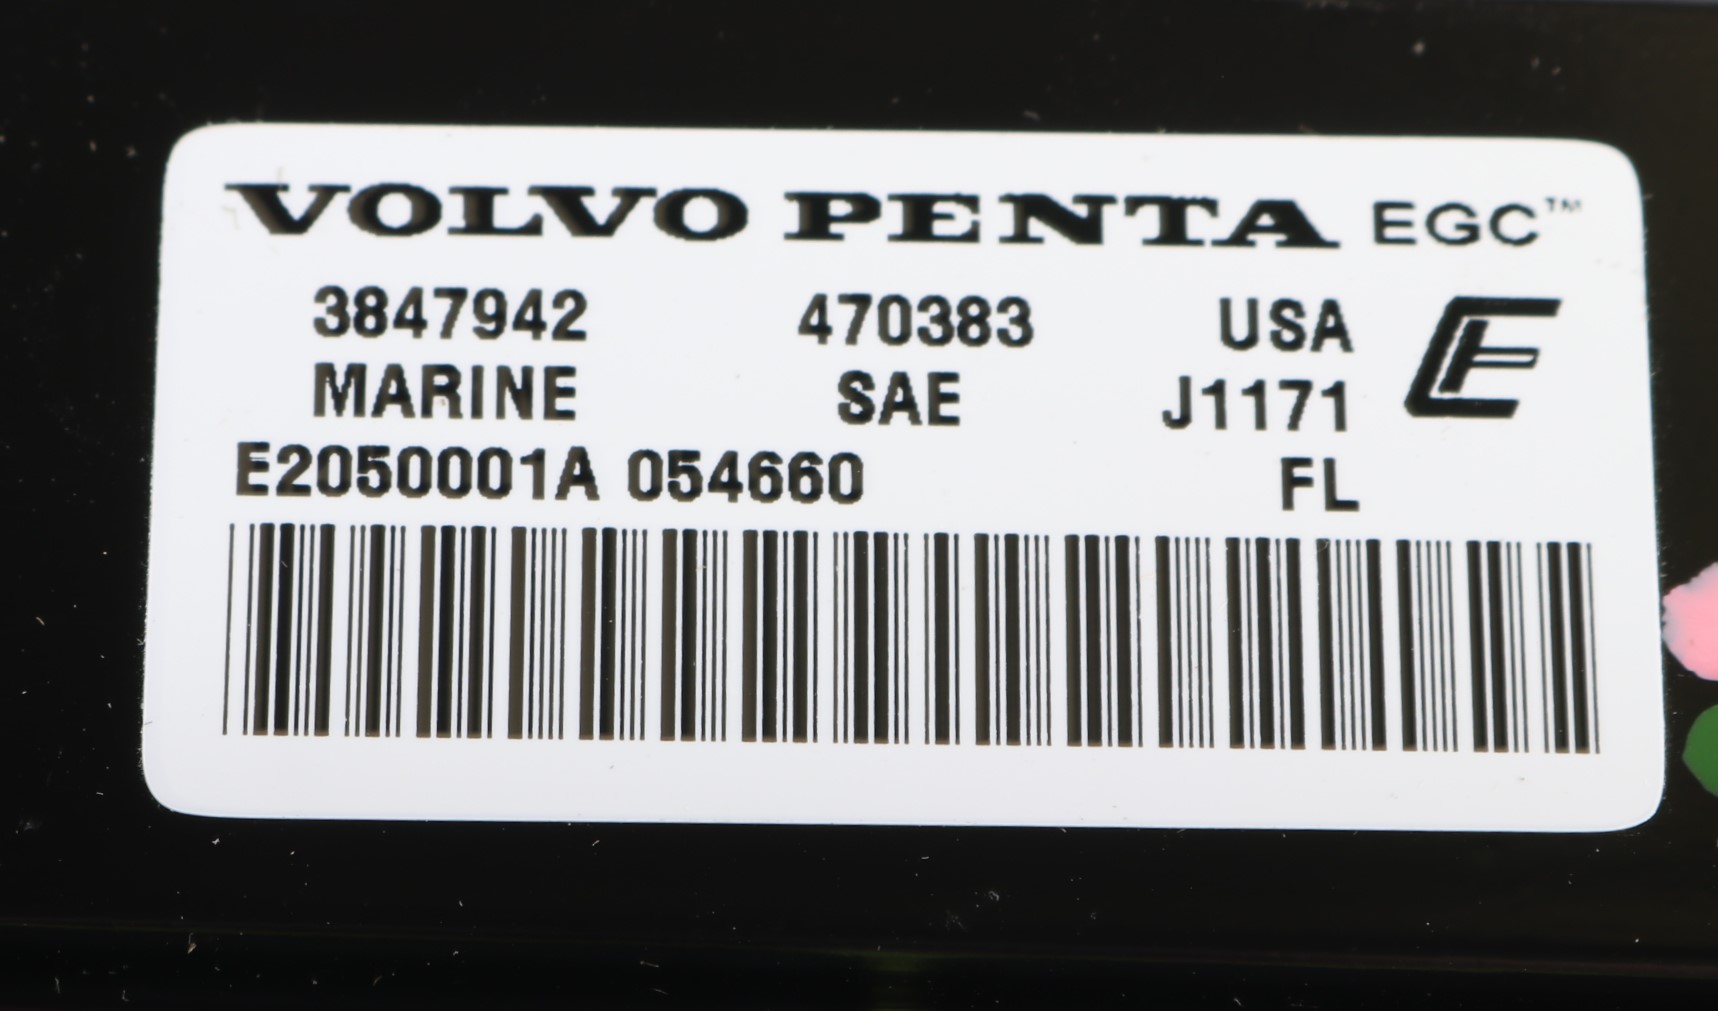 VOLVO PENTA EGC™
3847942 470383 USA
MARINE SAE J1171
E2050001A 054660 FL